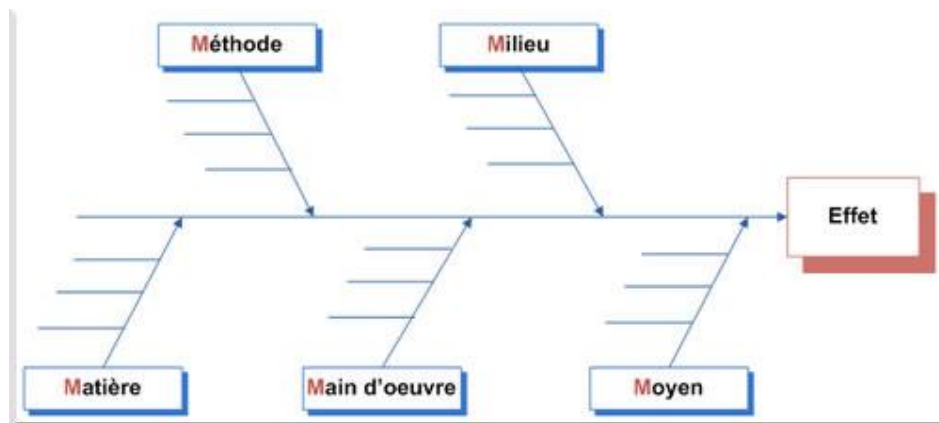 Méthode
Milieu
Effet
Matière
Main d'oeuvre
Moyen